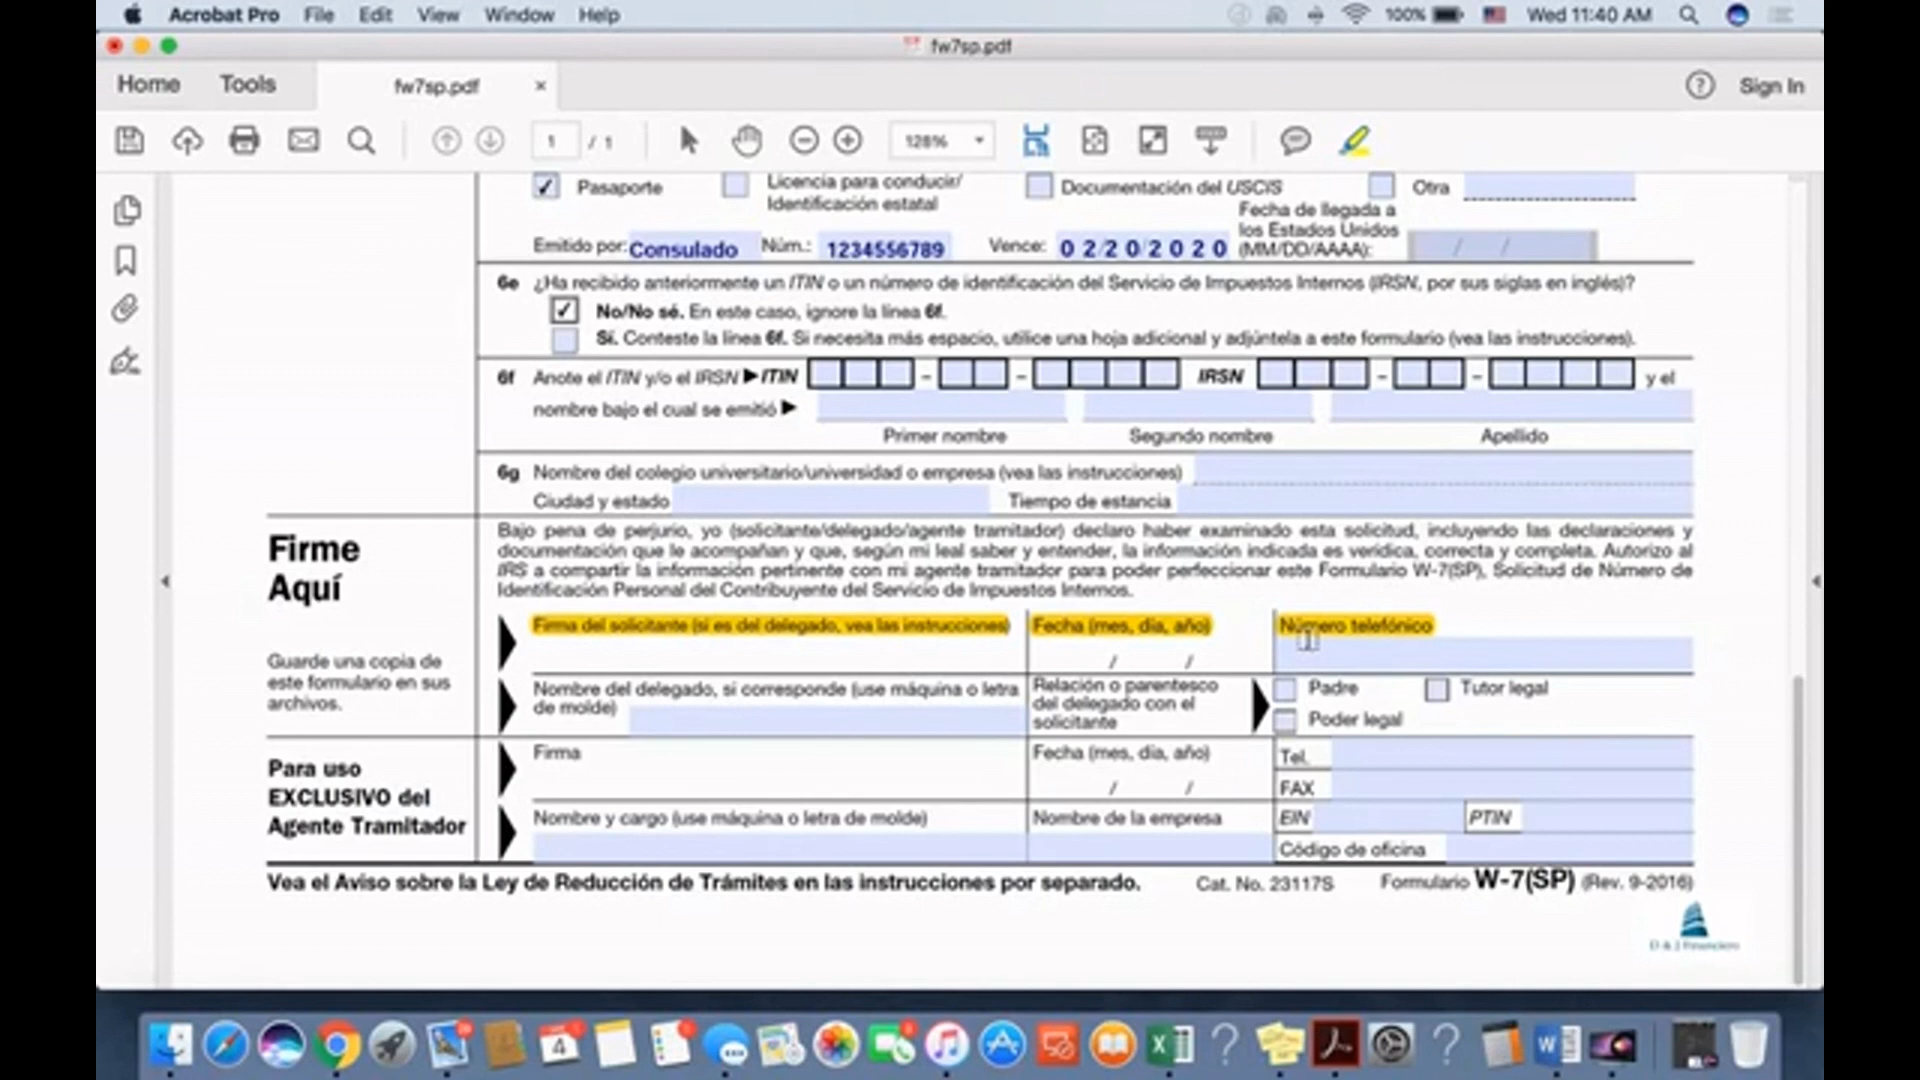 Acrobat Pro File Edit View Window Help 100% Wed 11:40 AM
fw7sp.pdf
Home Tools fw7sp.pdf × ? Sign In
1 / 1 128%
Pasaporte Licencia para conducir/ Documentación del USCIS Otra
Identificación estatal
Fecha de llegada a
los Estados Unidos
Emitido por: Consulado Núm.: 1234556789 Vence: 02/20/2020 (MM/DD/AAAA): / /
6e ¿Ha recibido anteriormente un ITIN o un número de identificación del Servicio de Impuestos Internos (IRSN, por sus siglas en inglés)?
No/No sé. En este caso, ignore la línea 6f.
Sí. Conteste la línea 6f. Si necesita más espacio, utilice una hoja adicional y adjúntela a este formulario (vea las instrucciones).
6f Anote el ITIN y/o el IRSN ▶ ITIN – – IRSN – – y el
nombre bajo el cual se emitió ▶
Primer nombre Segundo nombre Apellido
6g Nombre del colegio universitario/universidad o empresa (vea las instrucciones)
Ciudad y estado Tiempo de estancia
Firme
Aquí
Bajo pena de perjurio, yo (solicitante/delegado/agente tramitador) declaro haber examinado esta solicitud, incluyendo las declaraciones y
documentación que le acompañan y que, según mi leal saber y entender, la información indicada es verídica, correcta y completa. Autorizo al
IRS a compartir la información pertinente con mi agente tramitador para poder perfeccionar este Formulario W-7(SP), Solicitud de Número de
Identificación Personal del Contribuyente del Servicio de Impuestos Internos.
Guarde una copia de
este formulario en sus
archivos.
Firma del solicitante (si es del delegado, vea las instrucciones) Fecha (mes, día, año) Número telefónico
/ /
Nombre del delegado, si corresponde (use máquina o letra
de molde)
Relación o parentesco
del delegado con el
solicitante
Padre Tutor legal
Poder legal
Para uso
EXCLUSIVO del
Agente Tramitador
Firma Fecha (mes, día, año) Tel.
/ / FAX
Nombre y cargo (use máquina o letra de molde) Nombre de la empresa EIN PTIN
Código de oficina
Vea el Aviso sobre la Ley de Reducción de Trámites en las instrucciones por separado. Cat. No. 23117S Formulario W-7(SP) (Rev. 9-2016)
D & J Financiero
4